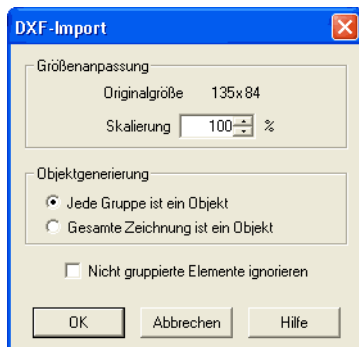 DXF-Import
Größenanpassung
Originalgröße 135x84
Skalierung 100 %
Objektgenerierung
Jede Gruppe ist ein Objekt
Gesamte Zeichnung ist ein Objekt
Nicht gruppierte Elemente ignorieren
OK Abbrechen Hilfe